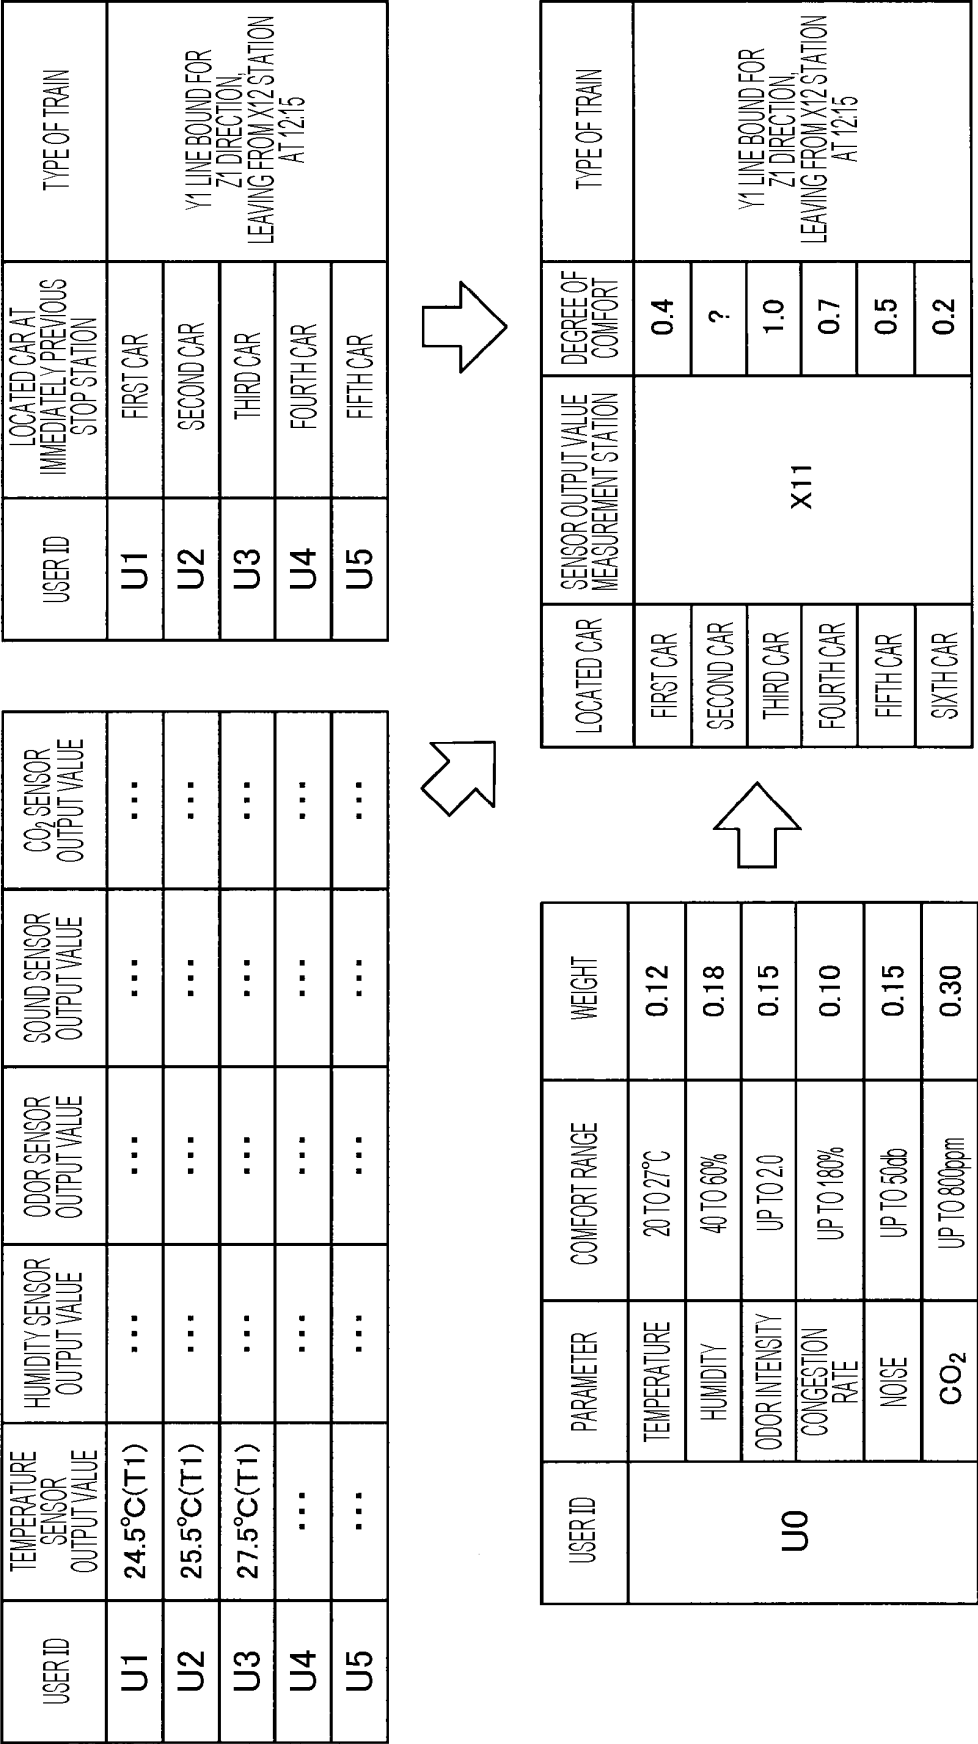 USER ID
TEMPERATURE
SENSOR
OUTPUT VALUE
HUMIDITY SENSOR
OUTPUT VALUE
ODOR SENSOR
OUTPUT VALUE
SOUND SENSOR
OUTPUT VALUE
CO₂ SENSOR
OUTPUT VALUE
U1
24.5°C(T1)
...
...
...
...
U2
25.5°C(T1)
...
...
...
...
U3
27.5°C(T1)
...
...
...
...
U4
...
...
...
...
...
U5
...
...
...
...
...
USER ID
LOCATED CAR AT
IMMEDIATELY PREVIOUS
STOP STATION
TYPE OF TRAIN
U1
FIRST CAR
U2
SECOND CAR
U3
THIRD CAR
U4
FOURTH CAR
U5
FIFTH CAR
Y1 LINE BOUND FOR
Z1 DIRECTION,
LEAVING FROM X12 STATION
AT 12:15
USER ID
PARAMETER
COMFORT RANGE
WEIGHT
U0
TEMPERATURE
20 TO 27°C
0.12
HUMIDITY
40 TO 60%
0.18
ODOR INTENSITY
UP TO 2.0
0.15
CONGESTION
RATE
UP TO 180%
0.10
NOISE
UP TO 50db
0.15
CO₂
UP TO 800ppm
0.30
LOCATED CAR
SENSOR OUTPUT VALUE
MEASUREMENT STATION
DEGREE OF
COMFORT
TYPE OF TRAIN
FIRST CAR
0.4
SECOND CAR
?
THIRD CAR
1.0
FOURTH CAR
0.7
FIFTH CAR
0.5
SIXTH CAR
0.2
X11
Y1 LINE BOUND FOR
Z1 DIRECTION,
LEAVING FROM X12 STATION
AT 12:15